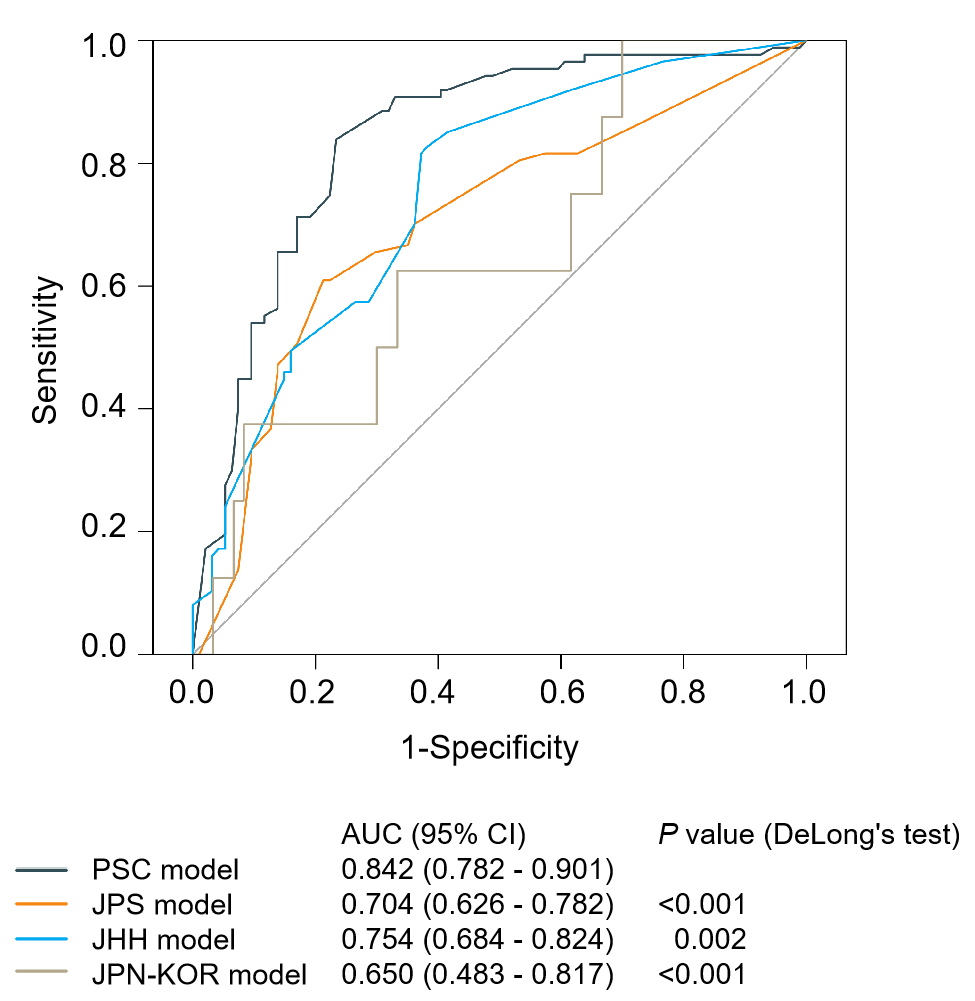 1.0
0.8
0.6
0.4
0.2
0.0
Sensitivity
0.0 0.2 0.4 0.6 0.8 1.0
1-Specificity
AUC (95% CI) P value (DeLong's test)
PSC model 0.842 (0.782 - 0.901)
JPS model 0.704 (0.626 - 0.782) <0.001
JHH model 0.754 (0.684 - 0.824) 0.002
JPN-KOR model 0.650 (0.483 - 0.817) <0.001